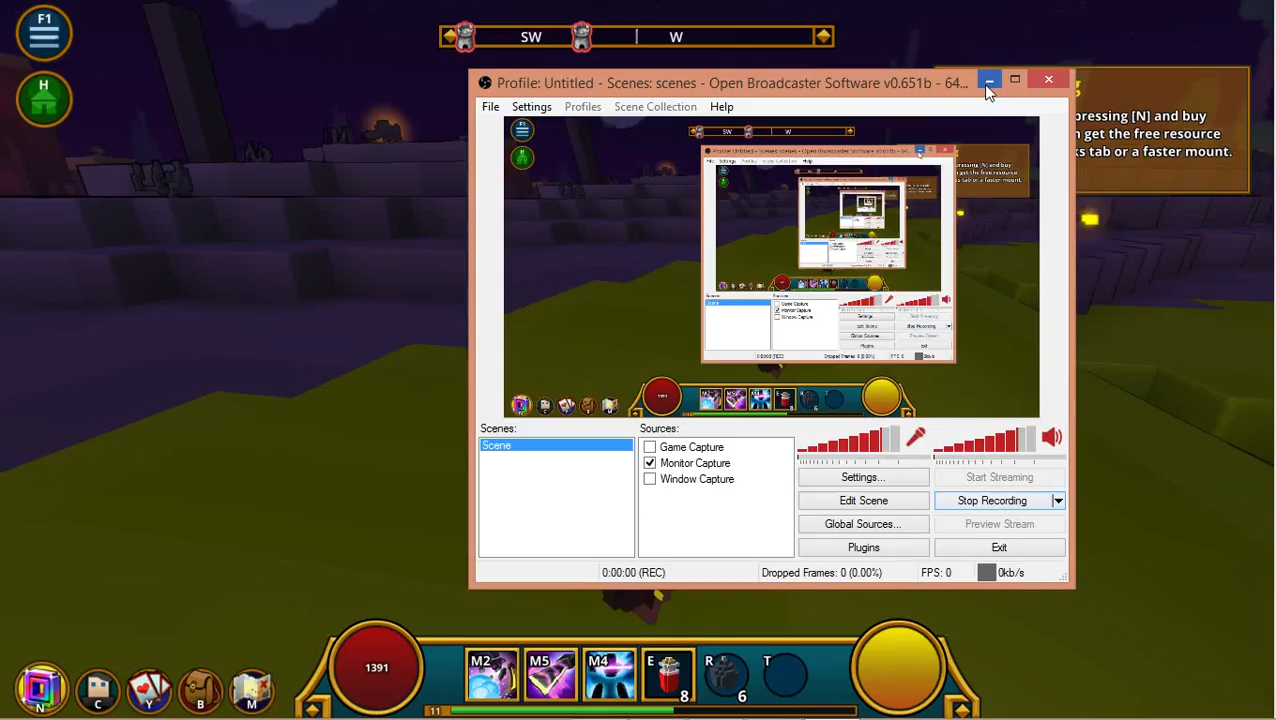 F1
SW W
H
Profile: Untitled - Scenes: scenes - Open Broadcaster Software v0.651b - 64...
File Settings Profiles Scene Collection Help
pressing [N] and buy
get the free resource
tab or a faster mount.
Scenes: Sources:
Scene
Game Capture
Monitor Capture
Window Capture
Settings... Start Streaming
Edit Scene Stop Recording
Global Sources... Preview Stream
Plugins Exit
0:00:00 (REC) Dropped Frames: 0 (0.00%) FPS: 0 0kb/s
1391
M2 M5 M4 E R F T
8 6
N C Y B M
11